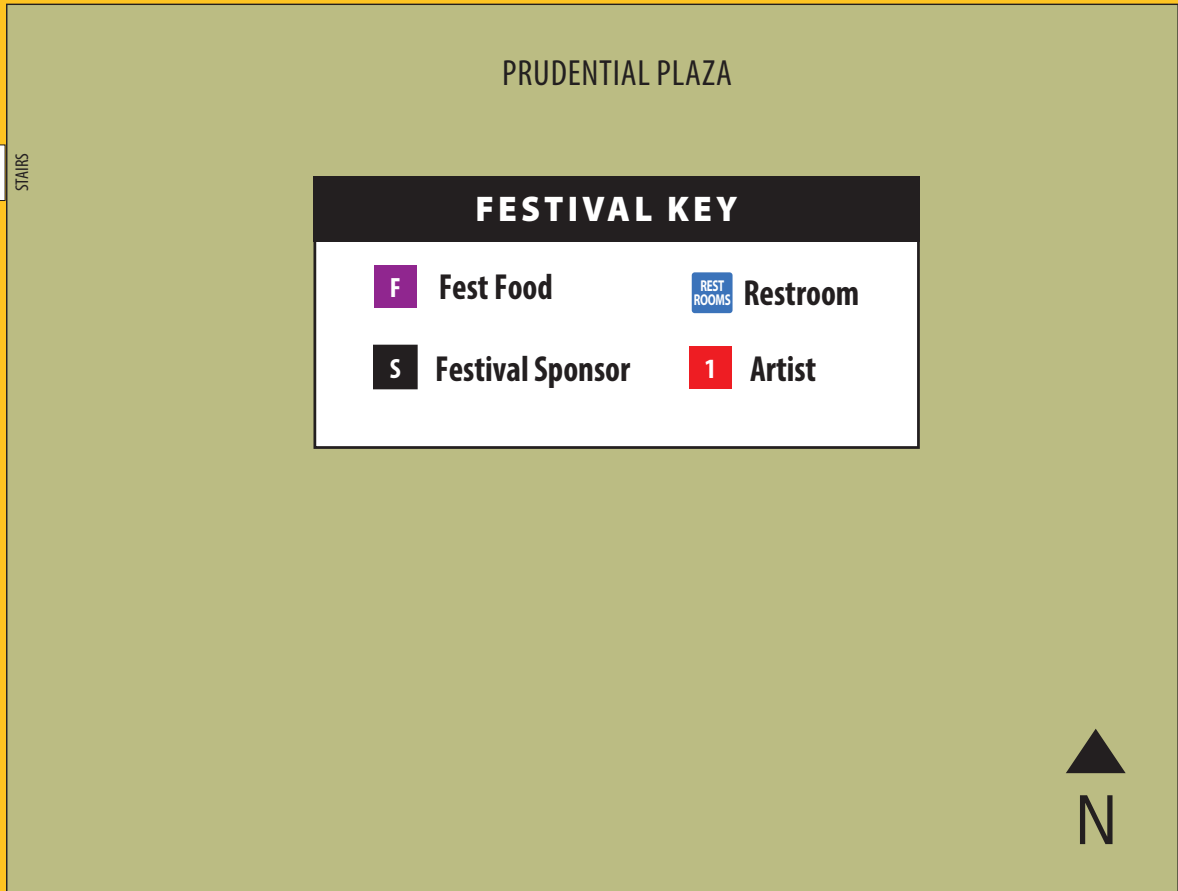 PRUDENTIAL PLAZA
STAIRS
FESTIVAL KEY
F Fest Food
REST
ROOMS Restroom
S Festival Sponsor
1 Artist
N